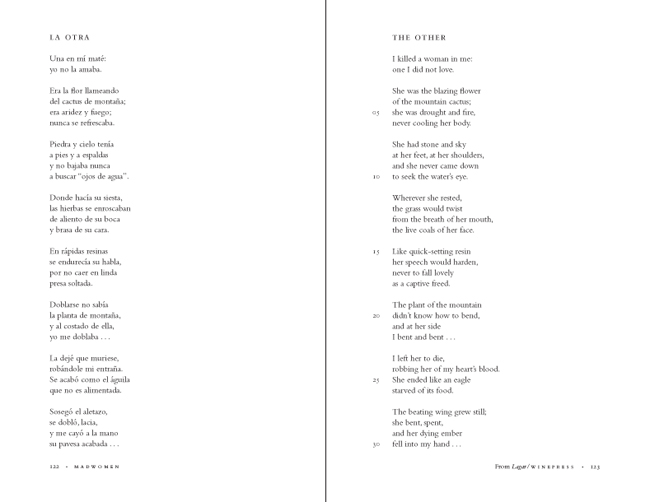 LA OTRA
Una en mí maté:
yo no la amaba.
Era la flor llameando
del cactus de montaña;
era aridez y fuego;
nunca se refrescaba.
Piedra y cielo tenía
a pies y a espaldas
y no bajaba nunca
a buscar “ojos de agua”.
Donde hacía su siesta,
las hierbas se enroscaban
de aliento de su boca
y brasa de su cara.
En rápidas resinas
se endurecía su habla,
por no caer en linda
presa soltada.
Doblarse no sabía
la planta de montaña,
y al costado de ella,
yo me doblaba . . .
La dejé que muriese,
robándole mi entraña.
Se acabó como el águila
que no es alimentada.
Sosegó el aletazo,
se dobló, lacia,
y me cayó a la mano
su pavesa acabada . . .
122 • MADWOMEN
THE OTHER
I killed a woman in me:
one I did not love.
She was the blazing flower
of the mountain cactus;
05 she was drought and fire,
never cooling her body.
She had stone and sky
at her feet, at her shoulders,
and she never came down
10 to seek the water's eye.
Wherever she rested,
the grass would twist
from the breath of her mouth,
the live coals of her face.
15 Like quick-setting resin
her speech would harden,
never to fall lovely
as a captive freed.
The plant of the mountain
20 didn't know how to bend,
and at her side
I bent and bent . . .
I left her to die,
robbing her of my heart's blood.
25 She ended like an eagle
starved of its food.
The beating wing grew still;
she bent, spent,
and her dying ember
30 fell into my hand . . .
From Lagar/WINEPRESS • 123